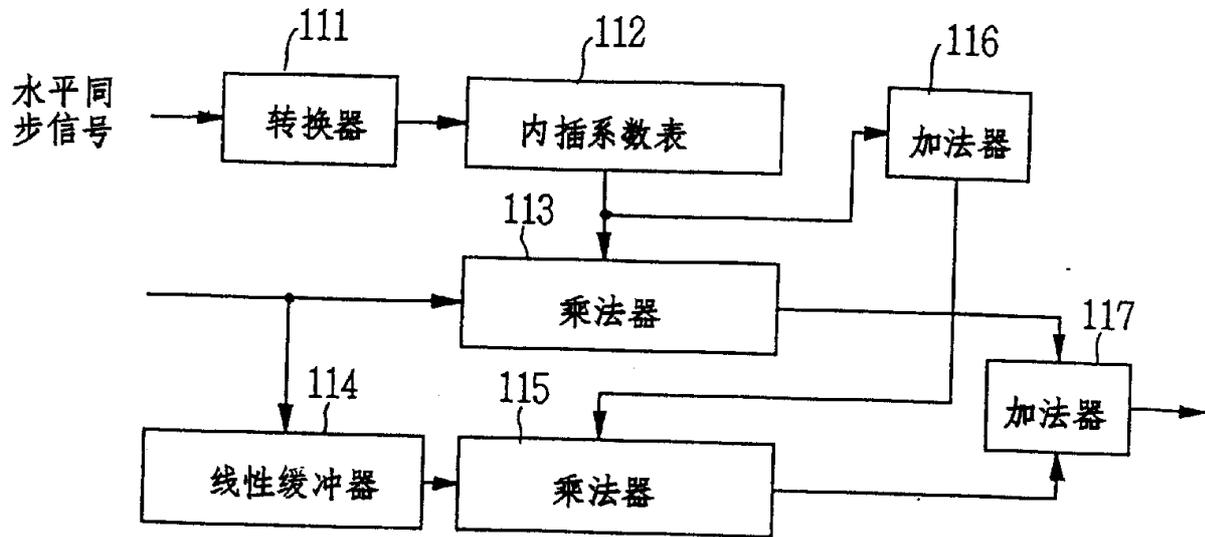 111
112
116
水平同
步信号
转换器
内插系数表
加法器
113
乘法器
117
加法器
114
115
线性缓冲器
乘法器